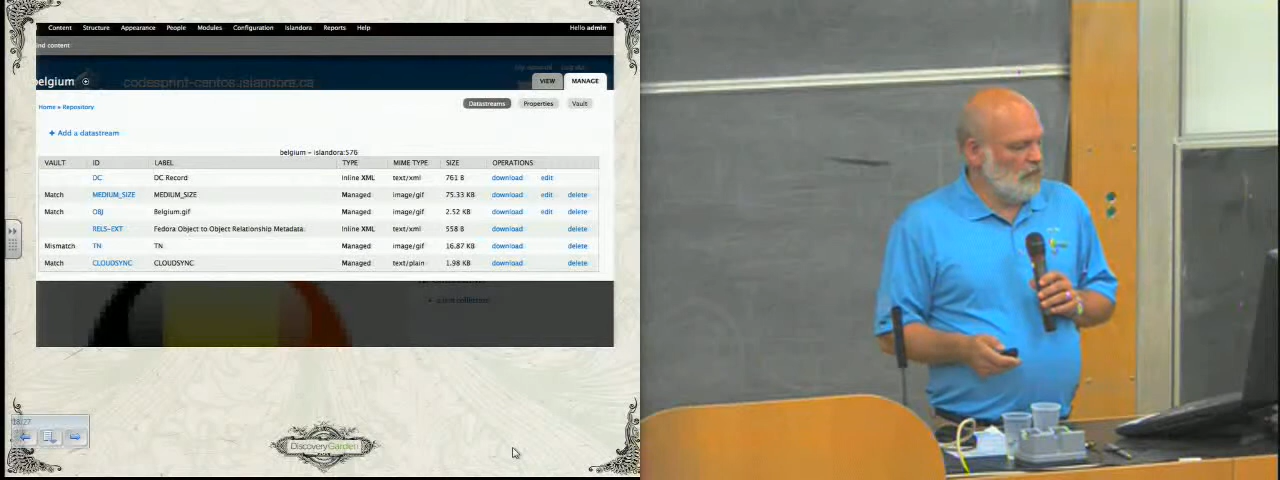 Content Structure Appearance People Modules Configuration Islandora Reports Help Hello admin
ind content
belgium codesprint-centos.islandora.ca
VIEW MANAGE
Home » Repository Datastreams Properties Vault
+ Add a datastream
belgium - islandora:576
VAULT ID LABEL TYPE MIME TYPE SIZE OPERATIONS
DC DC Record Inline XML text/xml 761 B download edit
Match MEDIUM_SIZE MEDIUM_SIZE Managed image/gif 75.33 KB download edit delete
Match OBJ Belgium.gif Managed image/gif 2.52 KB download edit delete
RELS-EXT Fedora Object to Object Relationship Metadata. Inline XML text/xml 558 B download delete
Mismatch TN TN Managed image/gif 16.87 KB download delete
Match CLOUDSYNC CLOUDSYNC Managed text/plain 1.98 KB download delete
18:27
DiscoveryGarden